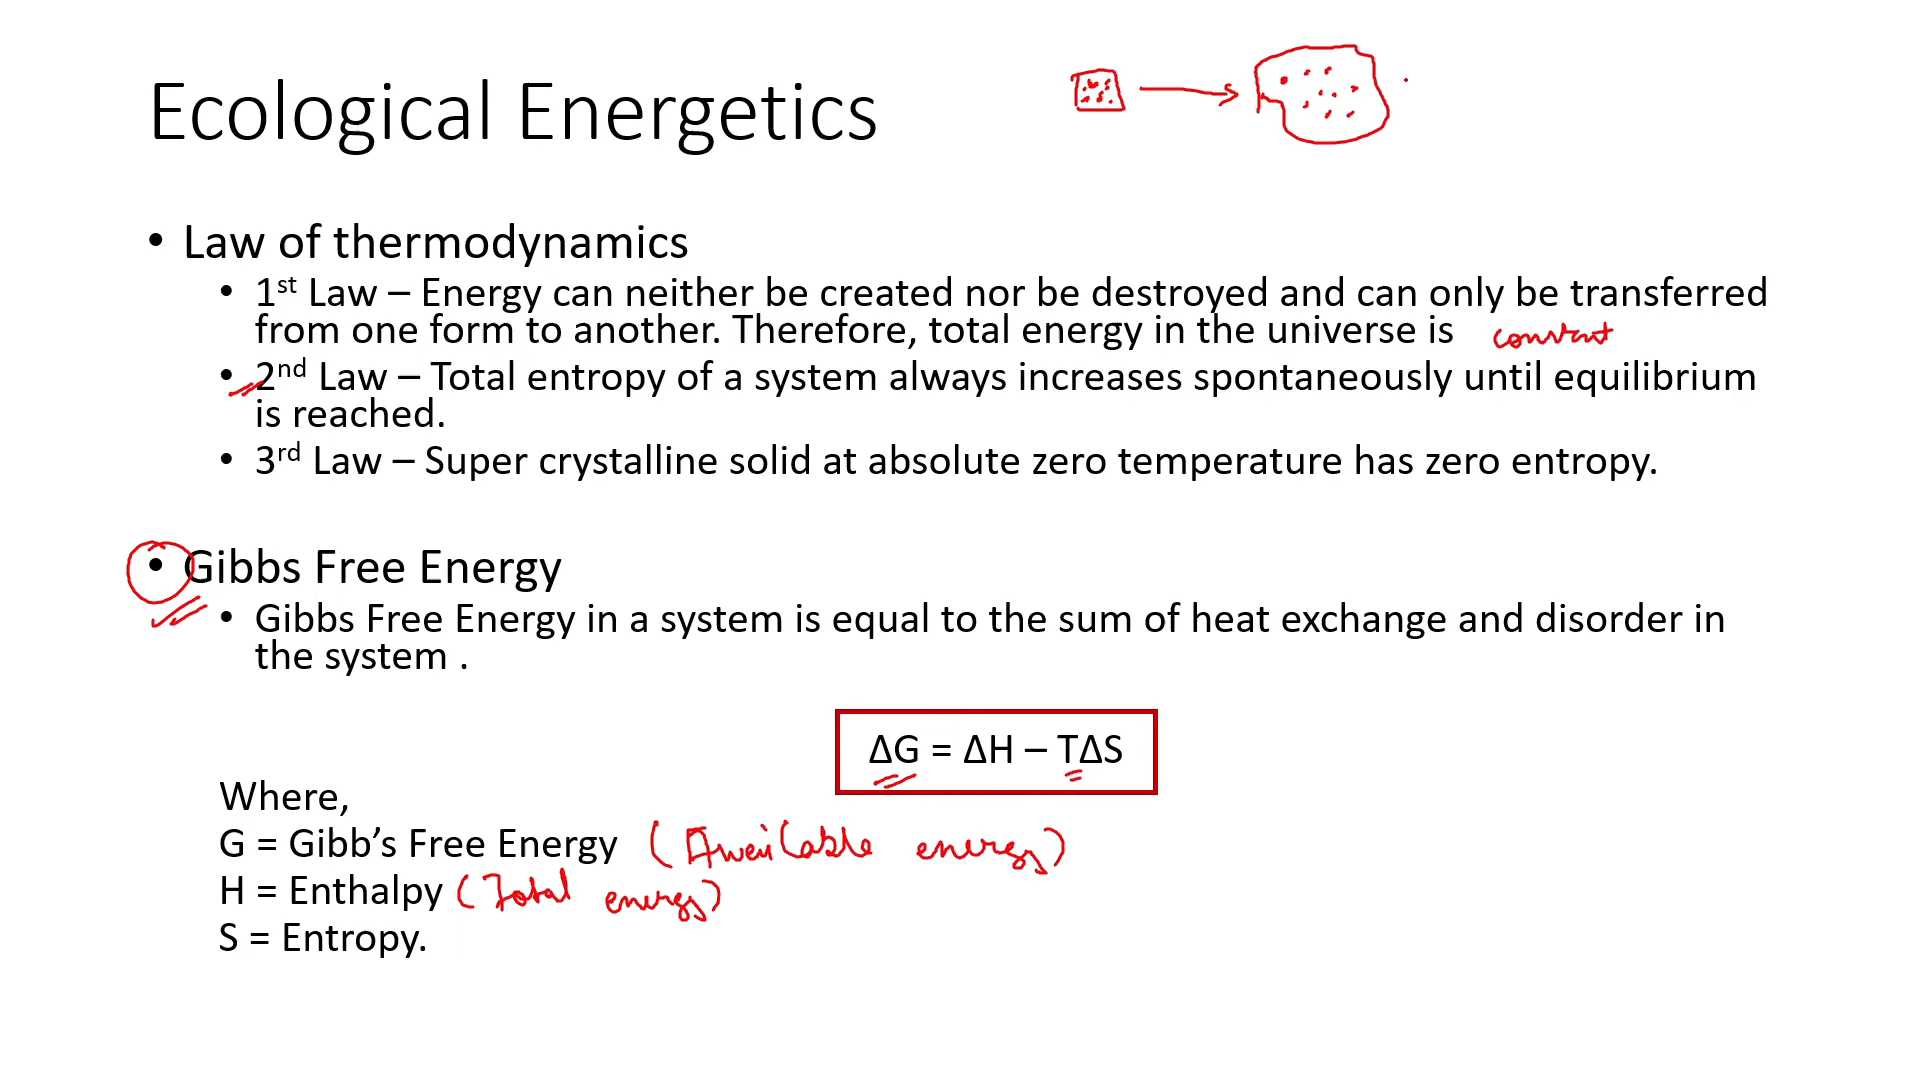 Ecological Energetics
• Law of thermodynamics
• 1st Law – Energy can neither be created nor be destroyed and can only be transferred
from one form to another. Therefore, total energy in the universe is constant
• 2nd Law – Total entropy of a system always increases spontaneously until equilibrium
is reached.
• 3rd Law – Super crystalline solid at absolute zero temperature has zero entropy.
• Gibbs Free Energy
• Gibbs Free Energy in a system is equal to the sum of heat exchange and disorder in
the system .
ΔG = ΔH – TΔS
Where,
G = Gibb’s Free Energy (Available energy)
H = Enthalpy (Total energy)
S = Entropy.